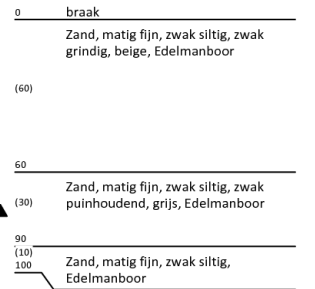 0 braak
Zand, matig fijn, zwak siltig, zwak
grindig, beige, Edelmanboor
(60)
60
Zand, matig fijn, zwak siltig, zwak
(30) puinhoudend, grijs, Edelmanboor
90
(10)
100 Zand, matig fijn, zwak siltig,
Edelmanboor